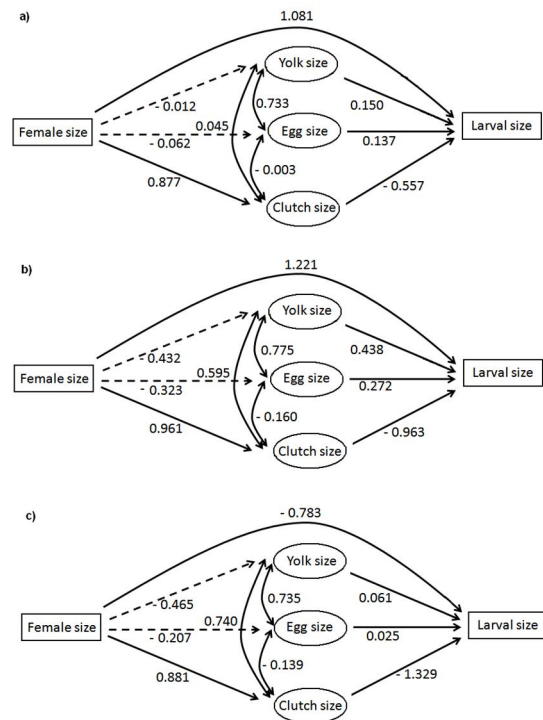 a)
1.081
Yolk size
- 0.012
0.733
0.150
Female size
0.045
Egg size
Larval size
- 0.062
0.137
- 0.003
0.877
- 0.557
Clutch size
b)
1.221
Yolk size
- 0.432
0.775
0.438
Female size
0.595
Egg size
Larval size
- 0.323
0.272
- 0.160
0.961
- 0.963
Clutch size
c)
- 0.783
Yolk size
- 0.465
0.735
0.061
Female size
0.740
Egg size
Larval size
- 0.207
0.025
- 0.139
0.881
- 1.329
Clutch size